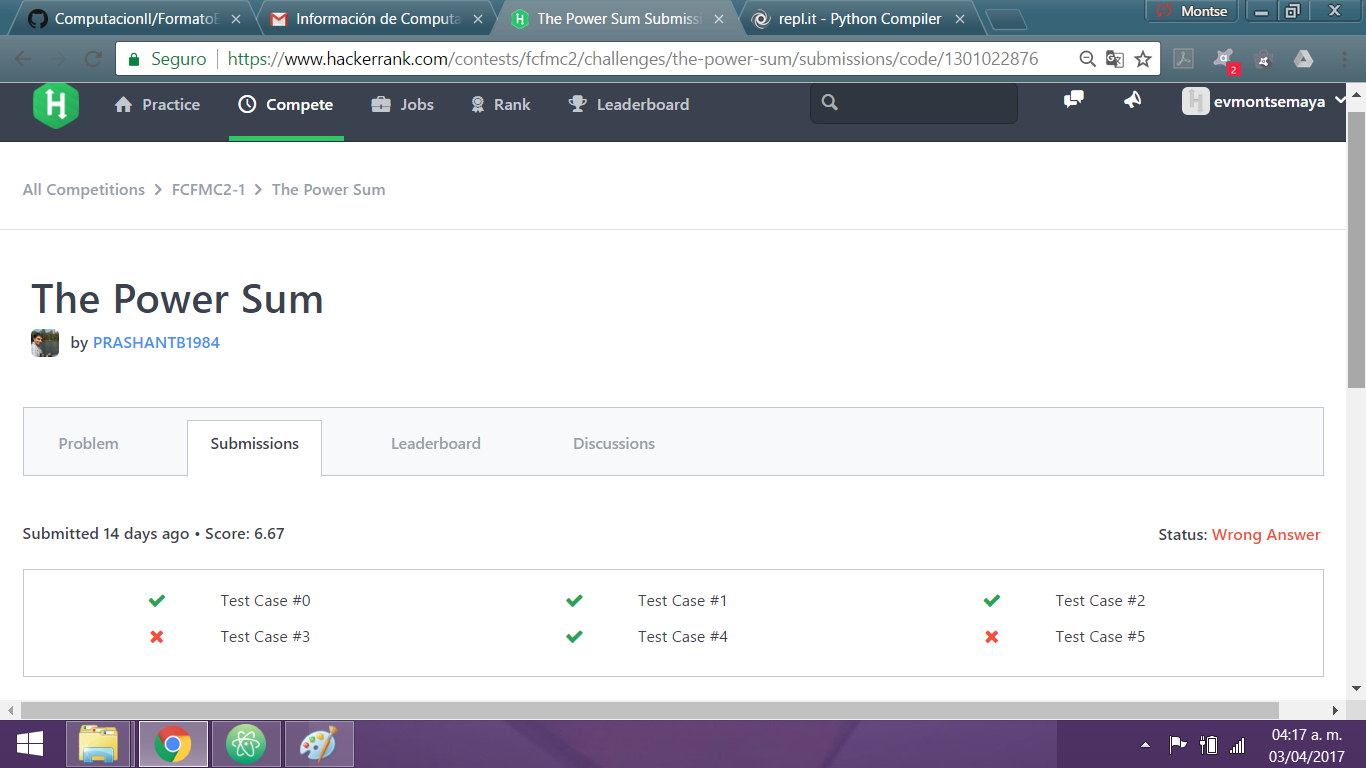 ComputacionII/FormatoE
Información de Computa
The Power Sum Submiss
repl.it - Python Compiler
Montse
Seguro
https://www.hackerrank.com/contests/fcfmc2/challenges/the-power-sum/submissions/code/1301022876
2
H
Practice
Compete
Jobs
Rank
Leaderboard
H
evmontsemaya
All Competitions > FCFMC2-1 > The Power Sum
The Power Sum
by PRASHANTB1984
Problem
Submissions
Leaderboard
Discussions
Submitted 14 days ago • Score: 6.67
Status: Wrong Answer
Test Case #0
Test Case #1
Test Case #2
Test Case #3
Test Case #4
Test Case #5
04:17 a. m.
03/04/2017